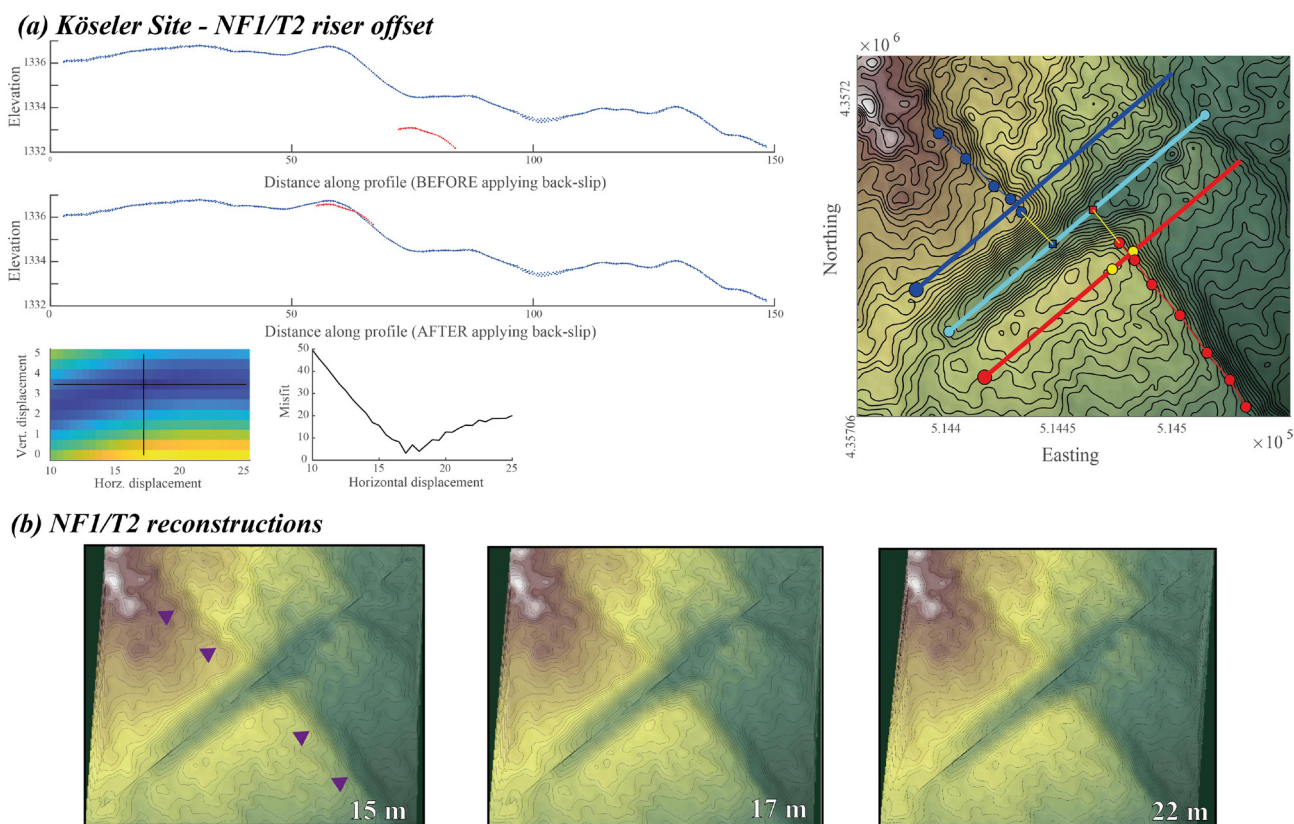 (a) Köseler Site - NF1/T2 riser offset
Elevation
1336
1334
1332
0
50
100
150
Distance along profile (BEFORE applying back-slip)
Elevation
1336
1334
1332
0
50
100
150
Distance along profile (AFTER applying back-slip)
Vert. displacement
5
4
3
2
1
0
10
15
20
25
Horz. displacement
Misfit
50
40
30
20
10
0
10
15
20
25
Horizontal displacement
× 10⁶
4.3572
Northing
4.35706
5.144
5.1445
5.145
× 10⁵
Easting
(b) NF1/T2 reconstructions
15 m
17 m
22 m